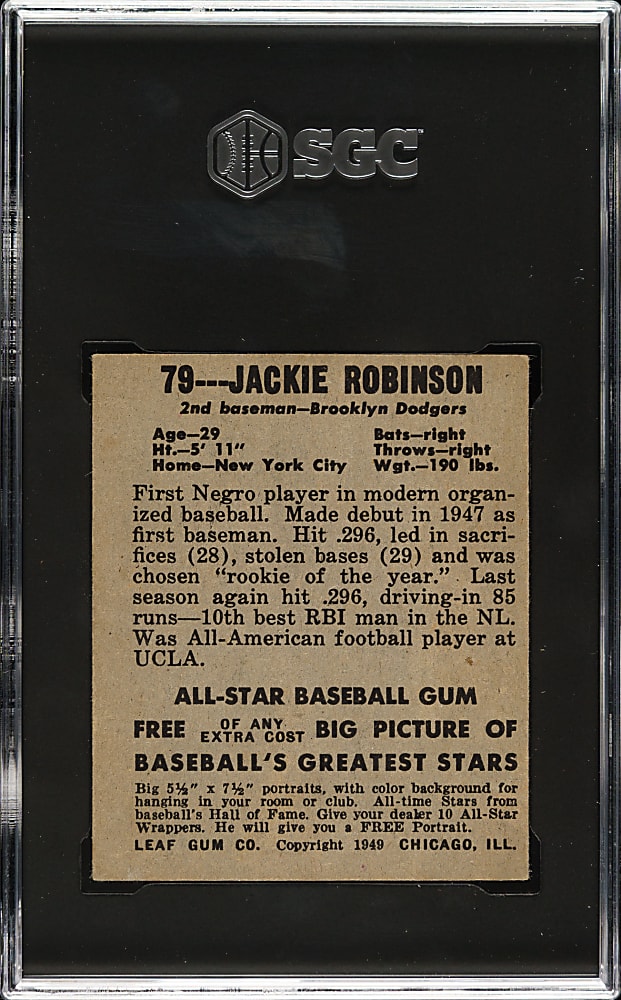 SGC
79---JACKIE ROBINSON
2nd baseman—Brooklyn Dodgers
Age—29 Bats—right
Ht.—5' 11" Throws—right
Home—New York City Wgt.—190 lbs.
First Negro player in modern organ-
ized baseball. Made debut in 1947 as
first baseman. Hit .296, led in sacri-
fices (28), stolen bases (29) and was
chosen "rookie of the year." Last
season again hit .296, driving-in 85
runs—10th best RBI man in the NL.
Was All-American football player at
UCLA.
ALL-STAR BASEBALL GUM
FREE OF ANY EXTRA COST BIG PICTURE OF
BASEBALL'S GREATEST STARS
Big 5½" x 7½" portraits, with color background for
hanging in your room or club. All-time Stars from
baseball's Hall of Fame. Give your dealer 10 All-Star
Wrappers. He will give you a FREE Portrait.
LEAF GUM CO. Copyright 1949 CHICAGO, ILL.